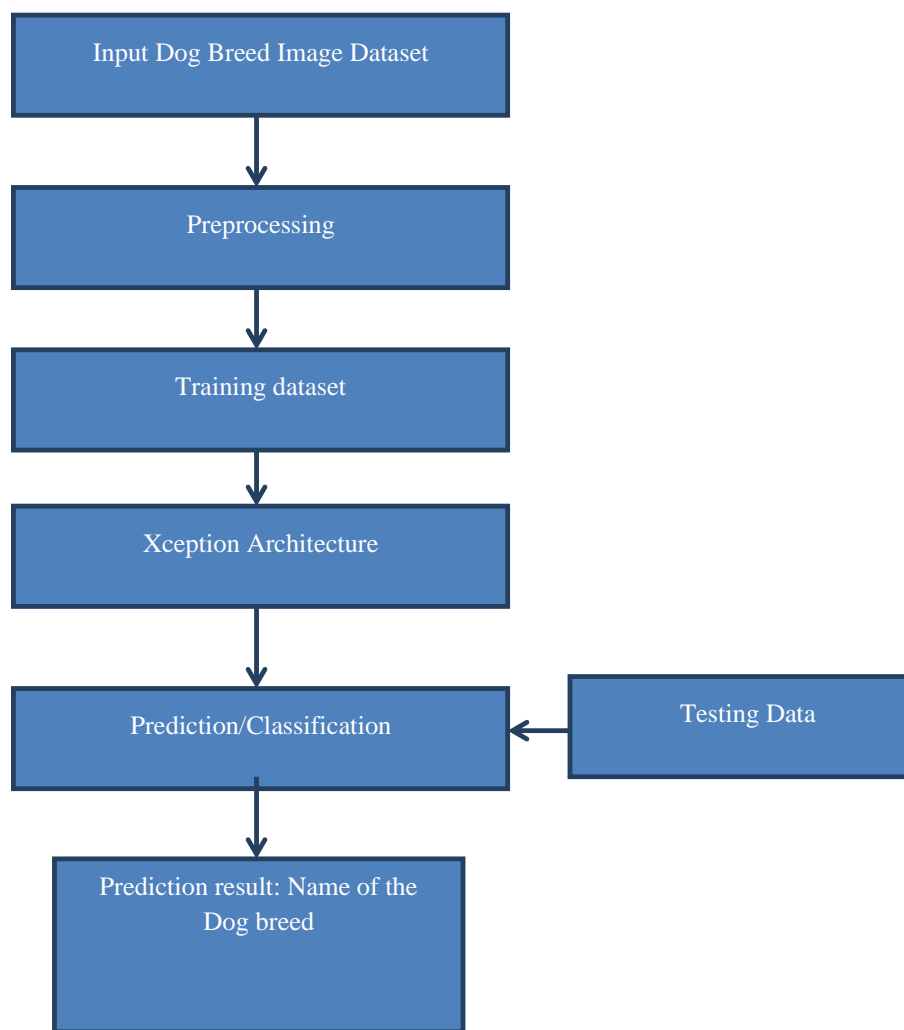 Input Dog Breed Image Dataset
Preprocessing
Training dataset
Xception Architecture
Prediction/Classification
Testing Data
Prediction result: Name of the
Dog breed